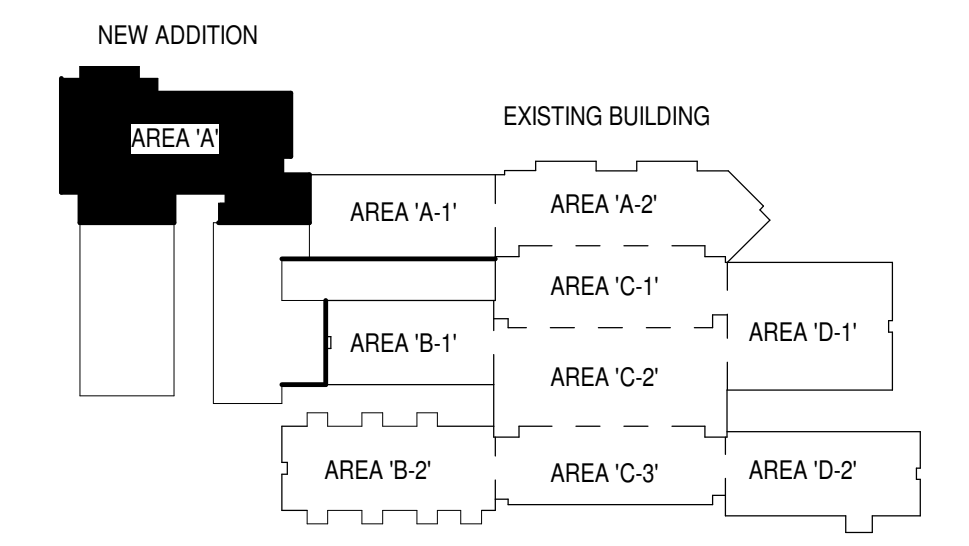 NEW ADDITION
AREA 'A'
EXISTING BUILDING
AREA 'A-1'
AREA 'A-2'
AREA 'C-1'
AREA 'B-1'
AREA 'D-1'
AREA 'C-2'
AREA 'B-2'
AREA 'C-3'
AREA 'D-2'